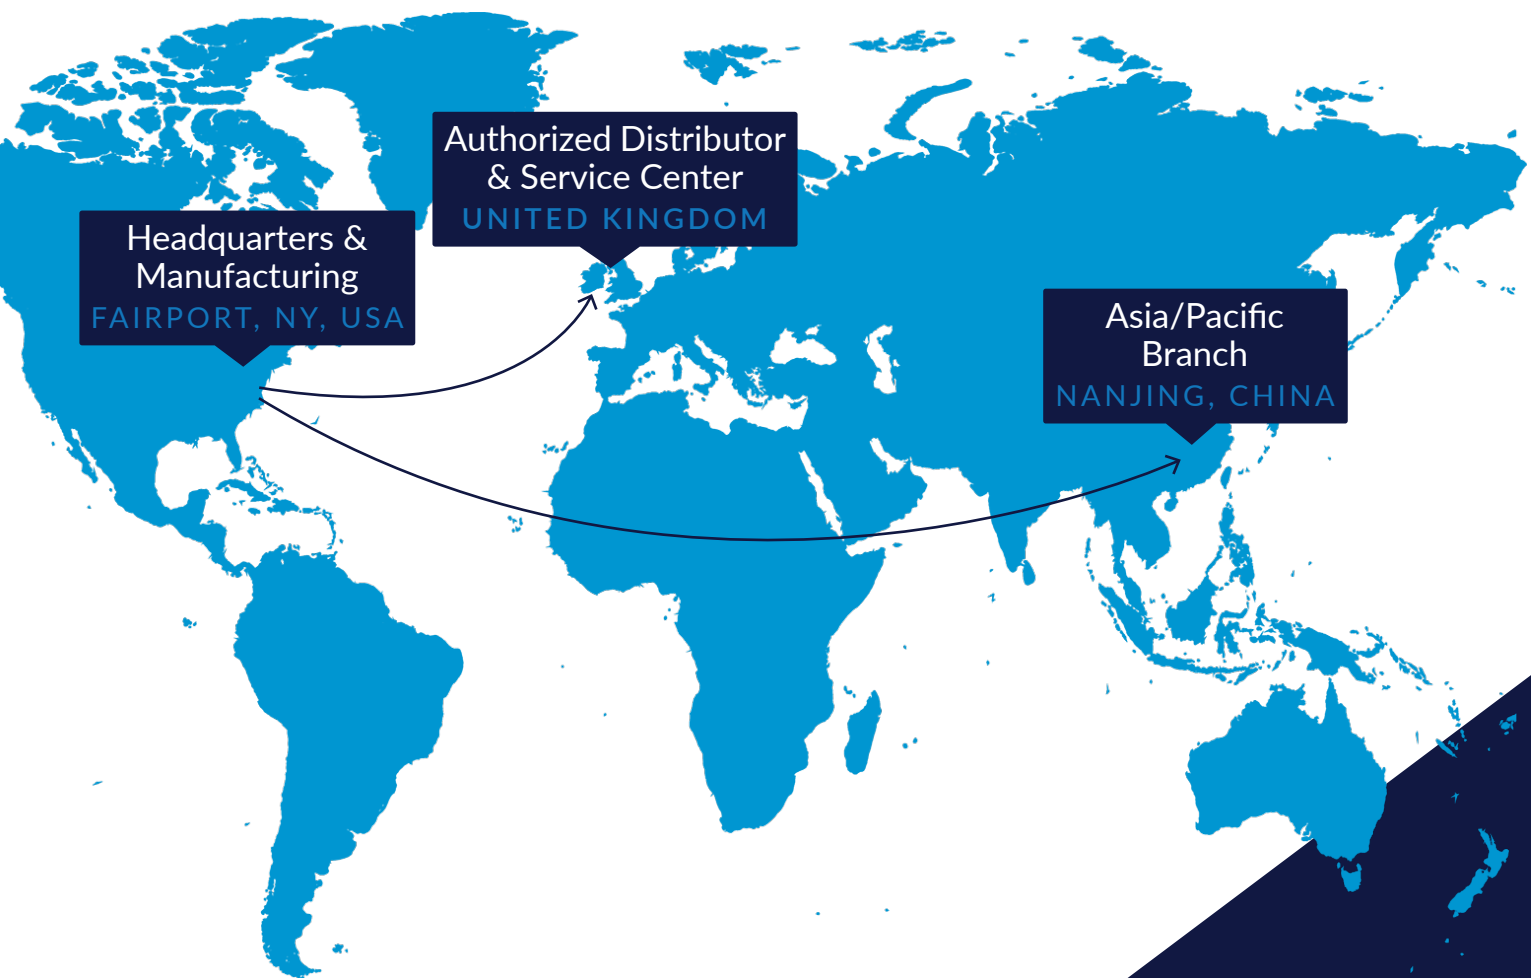 Authorized Distributor
& Service Center
UNITED KINGDOM
Headquarters &
Manufacturing
FAIRPORT, NY, USA
Asia/Pacific
Branch
NANJING, CHINA